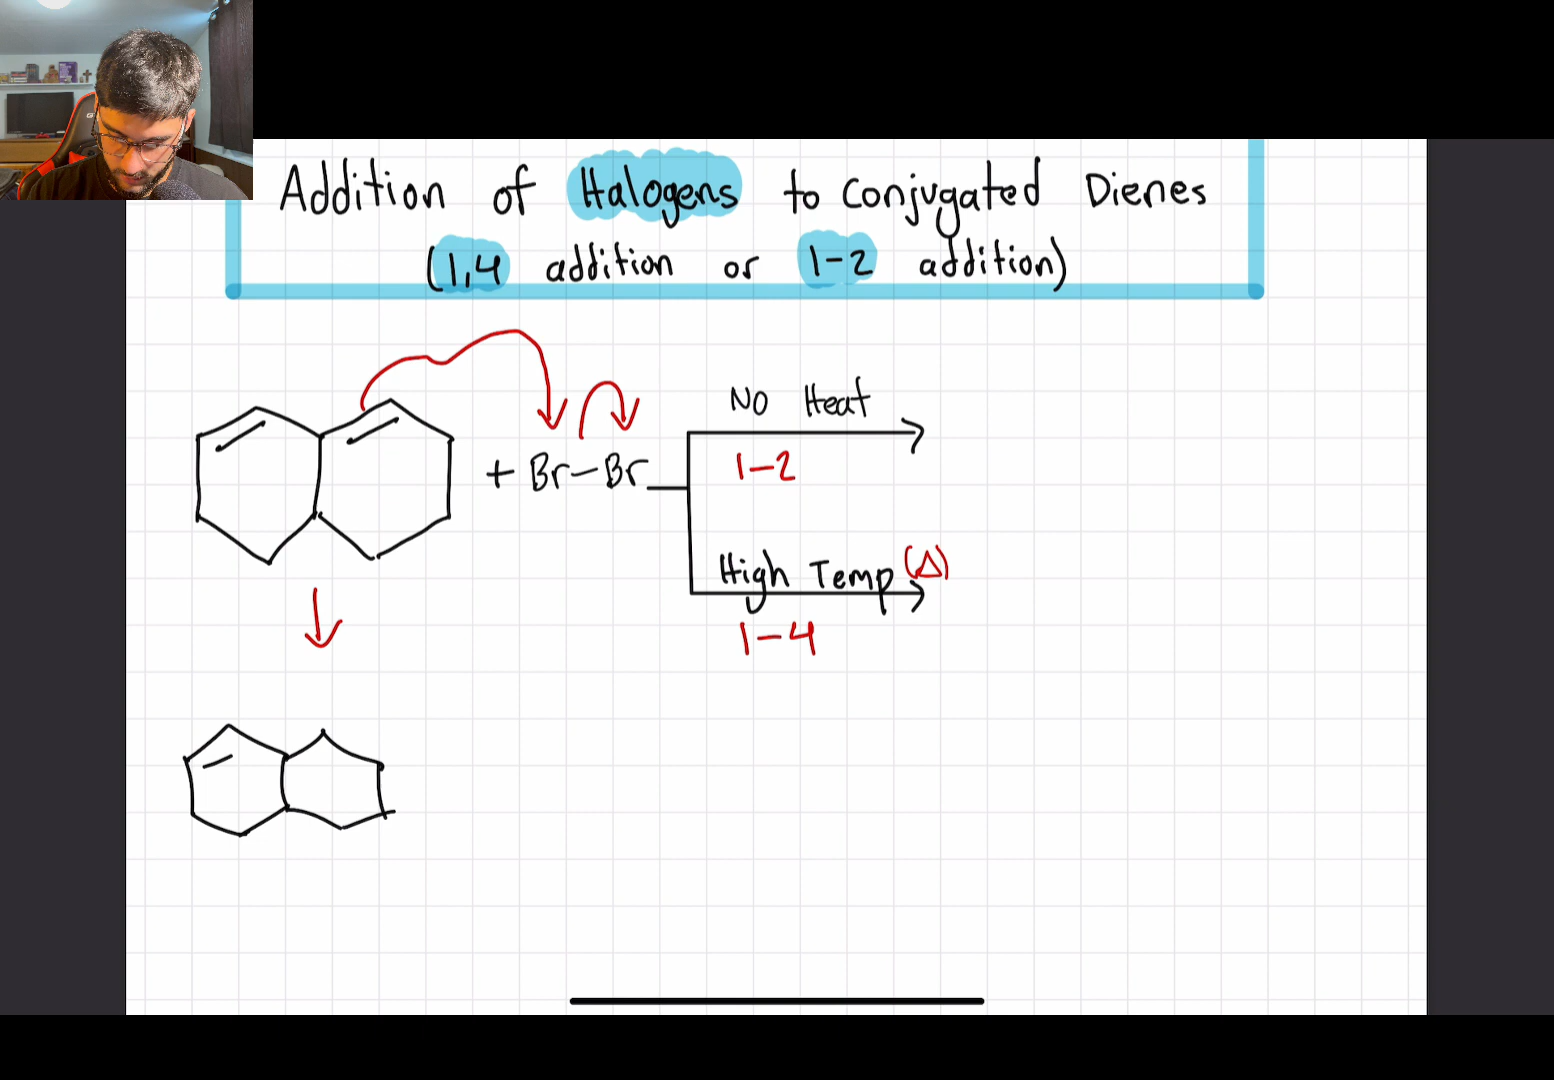 Addition of Halogens to Conjugated Dienes
(1,4 addition or 1-2 addition)
No Heat
+ Br-Br
1-2
High Temp (Δ)
1-4